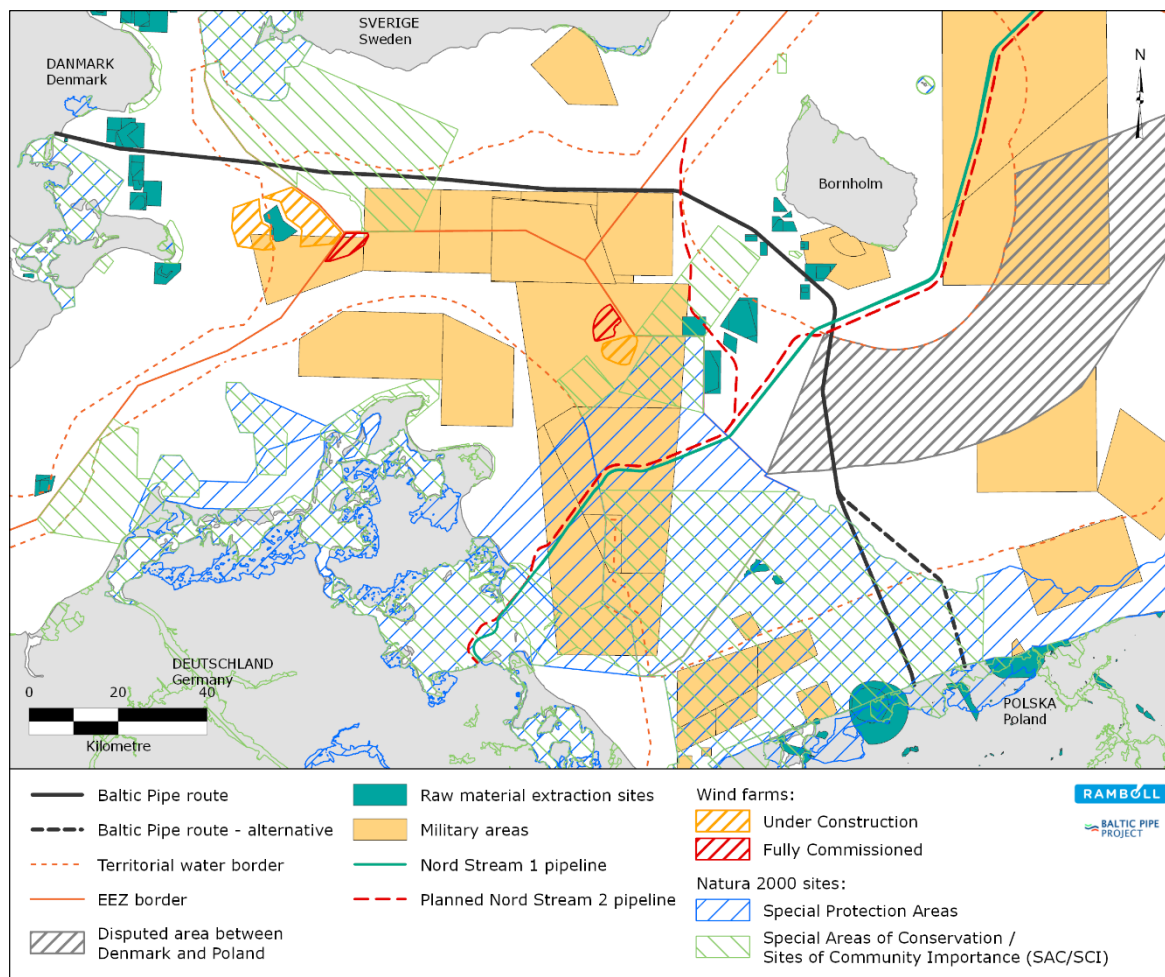 SVERIGE
Sweden
DANMARK
Denmark
N
Bornholm
DEUTSCHLAND
Germany
0 20 40
Kilometre
POLSKA
Poland
Baltic Pipe route
Baltic Pipe route - alternative
Territorial water border
EEZ border
Disputed area between
Denmark and Poland
Raw material extraction sites
Military areas
Nord Stream 1 pipeline
Planned Nord Stream 2 pipeline
Wind farms:
Under Construction
Fully Commissioned
Natura 2000 sites:
Special Protection Areas
Special Areas of Conservation /
Sites of Community Importance (SAC/SCI)
RAMBOLL
BALTIC PIPE
PROJECT